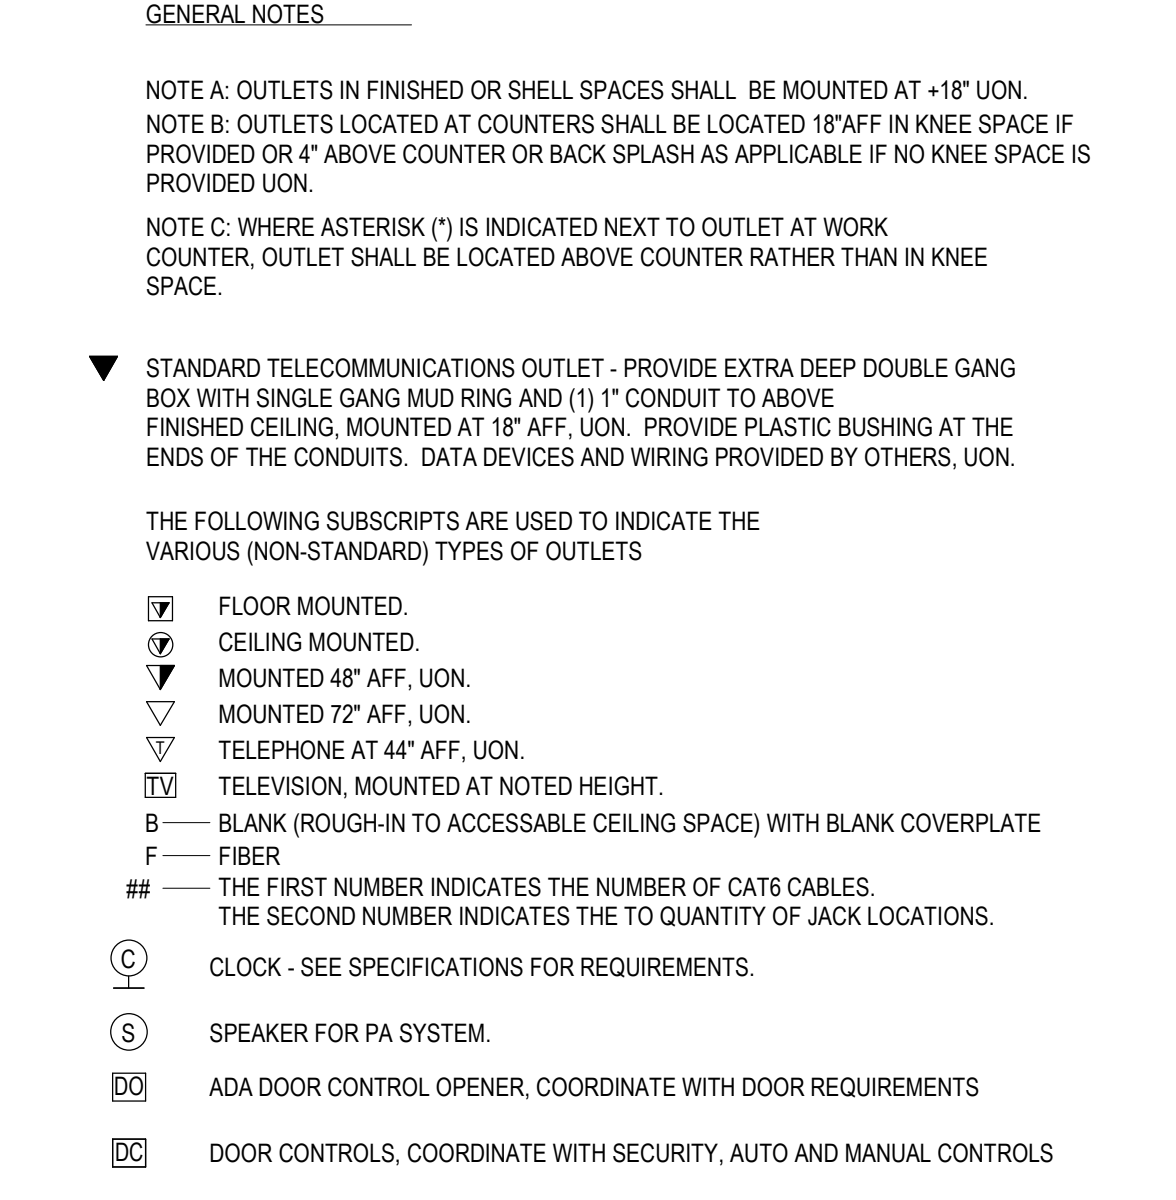 GENERAL NOTES
NOTE A: OUTLETS IN FINISHED OR SHELL SPACES SHALL  BE MOUNTED AT +18" UON.
NOTE B: OUTLETS LOCATED AT COUNTERS SHALL BE LOCATED 18"AFF IN KNEE SPACE IF
PROVIDED OR 4" ABOVE COUNTER OR BACK SPLASH AS APPLICABLE IF NO KNEE SPACE IS
PROVIDED UON.
NOTE C: WHERE ASTERISK (*) IS INDICATED NEXT TO OUTLET AT WORK
COUNTER, OUTLET SHALL BE LOCATED ABOVE COUNTER RATHER THAN IN KNEE
SPACE.
STANDARD TELECOMMUNICATIONS OUTLET - PROVIDE EXTRA DEEP DOUBLE GANG
BOX WITH SINGLE GANG MUD RING AND (1) 1" CONDUIT TO ABOVE
FINISHED CEILING, MOUNTED AT 18" AFF, UON.  PROVIDE PLASTIC BUSHING AT THE
ENDS OF THE CONDUITS.  DATA DEVICES AND WIRING PROVIDED BY OTHERS, UON.
THE FOLLOWING SUBSCRIPTS ARE USED TO INDICATE THE
VARIOUS (NON-STANDARD) TYPES OF OUTLETS
FLOOR MOUNTED.
CEILING MOUNTED.
MOUNTED 48" AFF, UON.
MOUNTED 72" AFF, UON.
T TELEPHONE AT 44" AFF, UON.
TV TELEVISION, MOUNTED AT NOTED HEIGHT.
B BLANK (ROUGH-IN TO ACCESSABLE CEILING SPACE) WITH BLANK COVERPLATE
F FIBER
## THE FIRST NUMBER INDICATES THE NUMBER OF CAT6 CABLES.
THE SECOND NUMBER INDICATES THE TO QUANTITY OF JACK LOCATIONS.
C CLOCK - SEE SPECIFICATIONS FOR REQUIREMENTS.
S SPEAKER FOR PA SYSTEM.
DO ADA DOOR CONTROL OPENER, COORDINATE WITH DOOR REQUIREMENTS
DC DOOR CONTROLS, COORDINATE WITH SECURITY, AUTO AND MANUAL CONTROLS